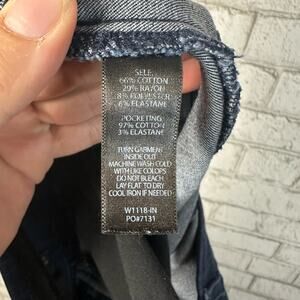 SELF:
66% COTTON
29% RAYON
8% POLYESTER
6% ELASTANE
POCKETING:
97% COTTON
3% ELASTANE
TURN GARMENT
INSIDE OUT
MACHINE WASH COLD
WITH LIKE COLORS
DO NOT BLEACH
LAY FLAT TO DRY
COOL IRON IF NEEDED
W1118-IN
PO#7131